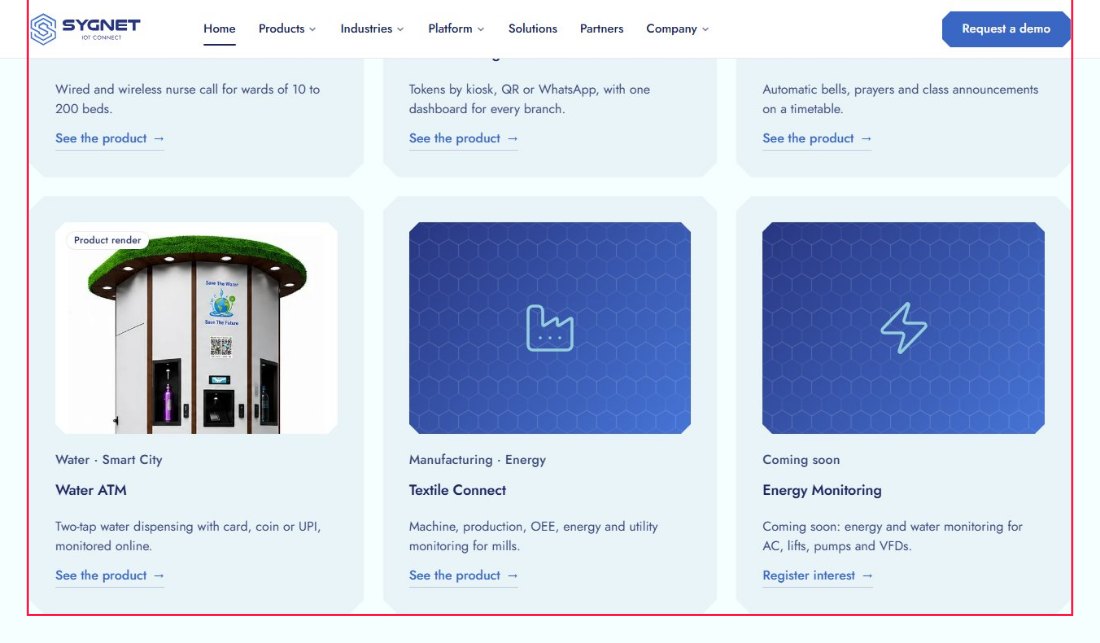 SYGNET
IOT CONNECT
Home
Products
Industries
Platform
Solutions
Partners
Company
Request a demo
Wired and wireless nurse call for wards of 10 to
200 beds.
See the product →
Tokens by kiosk, QR or WhatsApp, with one
dashboard for every branch.
See the product →
Automatic bells, prayers and class announcements
on a timetable.
See the product →
Product render
Save The Water
Save The Future
Water · Smart City
Water ATM
Two-tap water dispensing with card, coin or UPI,
monitored online.
See the product →
Manufacturing · Energy
Textile Connect
Machine, production, OEE, energy and utility
monitoring for mills.
See the product →
Coming soon
Energy Monitoring
Coming soon: energy and water monitoring for
AC, lifts, pumps and VFDs.
Register interest →